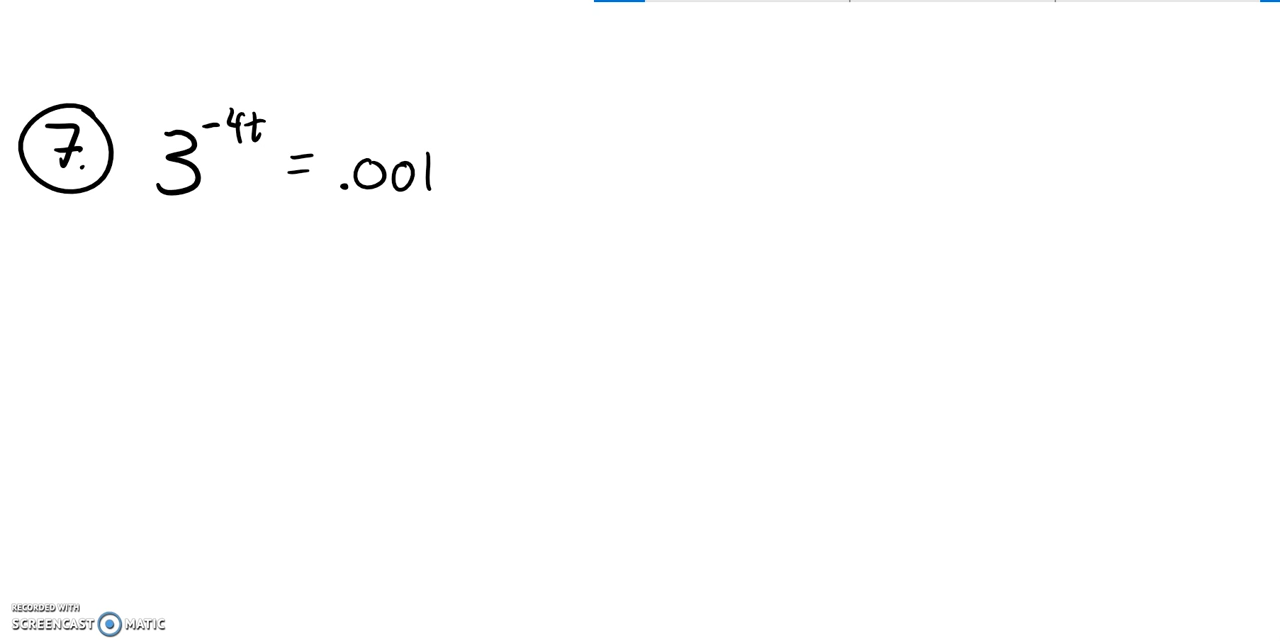 7. 3^{-4t} = .001
RECORDED WITH
SCREENCAST MATIC